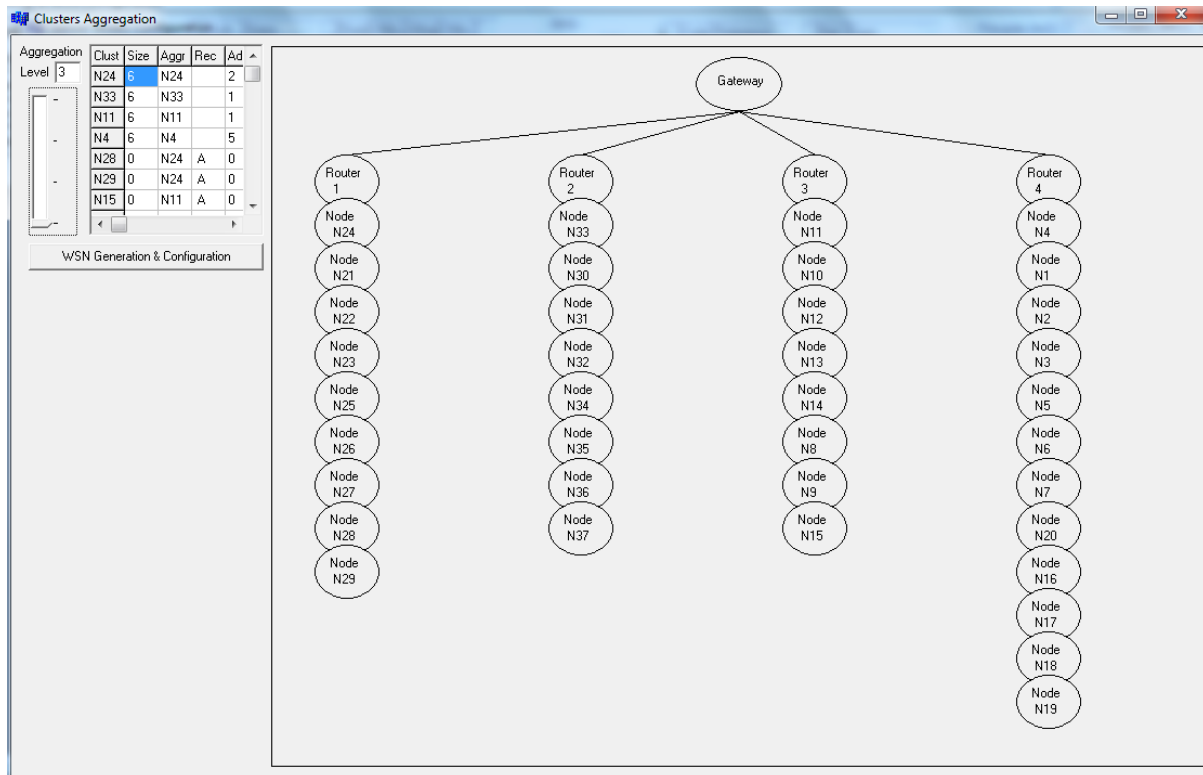 Clusters Aggregation
Aggregation
Level 3
Clust Size Aggr Rec Ad
N24 6 N24 2
N33 6 N33 1
N11 6 N11 1
N4 6 N4 5
N28 0 N24 A 0
N29 0 N24 A 0
N15 0 N11 A 0
WSN Generation & Configuration
Gateway
Router
1
Node
N24
Node
N21
Node
N22
Node
N23
Node
N25
Node
N26
Node
N27
Node
N28
Node
N29
Router
2
Node
N33
Node
N30
Node
N31
Node
N32
Node
N34
Node
N35
Node
N36
Node
N37
Router
3
Node
N11
Node
N10
Node
N12
Node
N13
Node
N14
Node
N8
Node
N9
Node
N15
Router
4
Node
N4
Node
N1
Node
N2
Node
N3
Node
N5
Node
N6
Node
N7
Node
N20
Node
N16
Node
N17
Node
N18
Node
N19